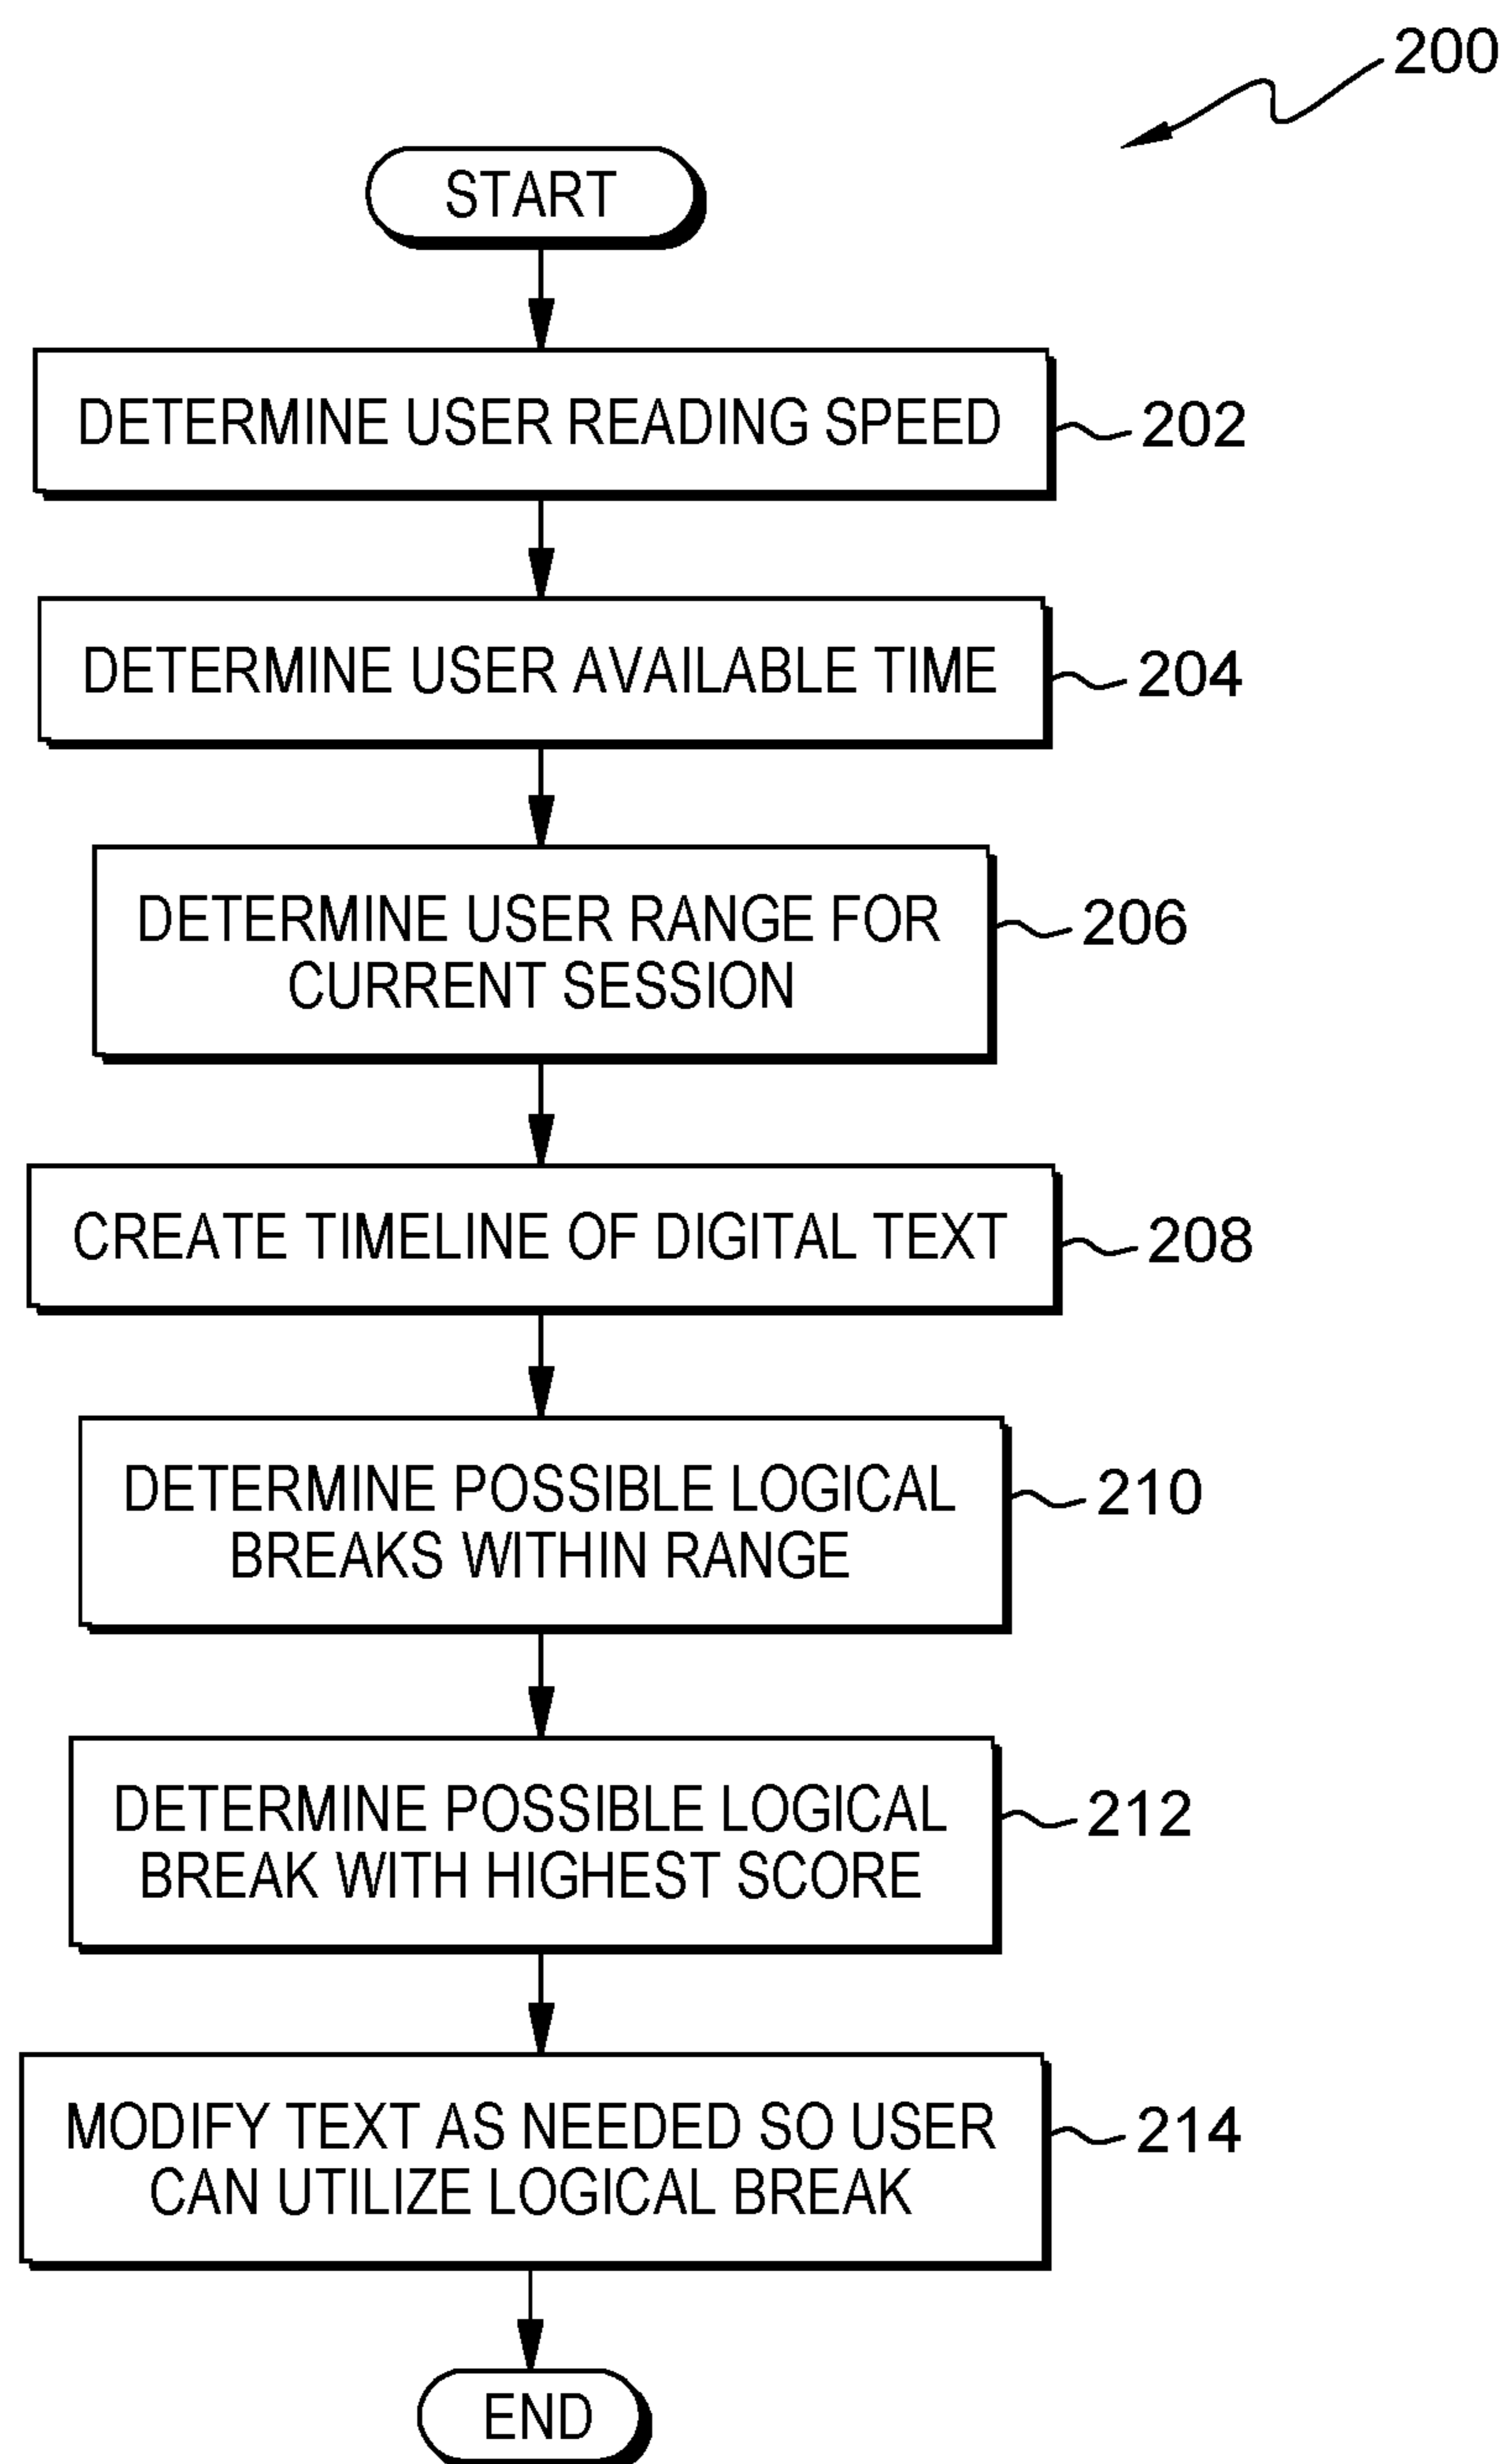 200
START
DETERMINE USER READING SPEED
202
DETERMINE USER AVAILABLE TIME
204
DETERMINE USER RANGE FOR
CURRENT SESSION
206
CREATE TIMELINE OF DIGITAL TEXT
208
DETERMINE POSSIBLE LOGICAL
BREAKS WITHIN RANGE
210
DETERMINE POSSIBLE LOGICAL
BREAK WITH HIGHEST SCORE
212
MODIFY TEXT AS NEEDED SO USER
CAN UTILIZE LOGICAL BREAK
214
END